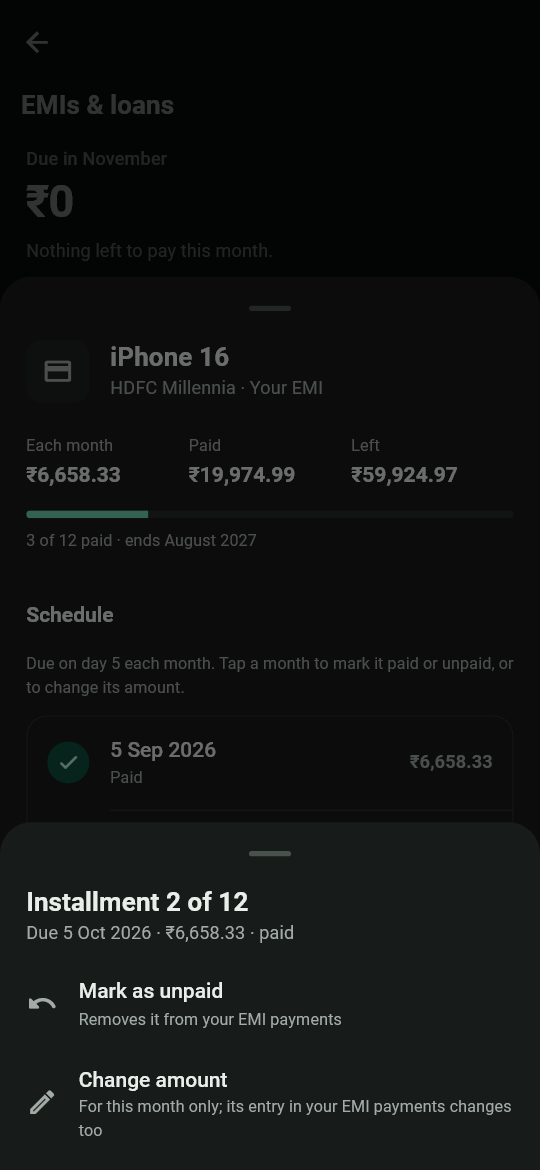 EMIs & loans
Due in November
₹0
Nothing left to pay this month.
iPhone 16
HDFC Millennia · Your EMI
Each month Paid Left
₹6,658.33 ₹19,974.99 ₹59,924.97
3 of 12 paid · ends August 2027
Schedule
Due on day 5 each month. Tap a month to mark it paid or unpaid, or
to change its amount.
5 Sep 2026 ₹6,658.33
Paid
Installment 2 of 12
Due 5 Oct 2026 · ₹6,658.33 · paid
Mark as unpaid
Removes it from your EMI payments
Change amount
For this month only; its entry in your EMI payments changes
too